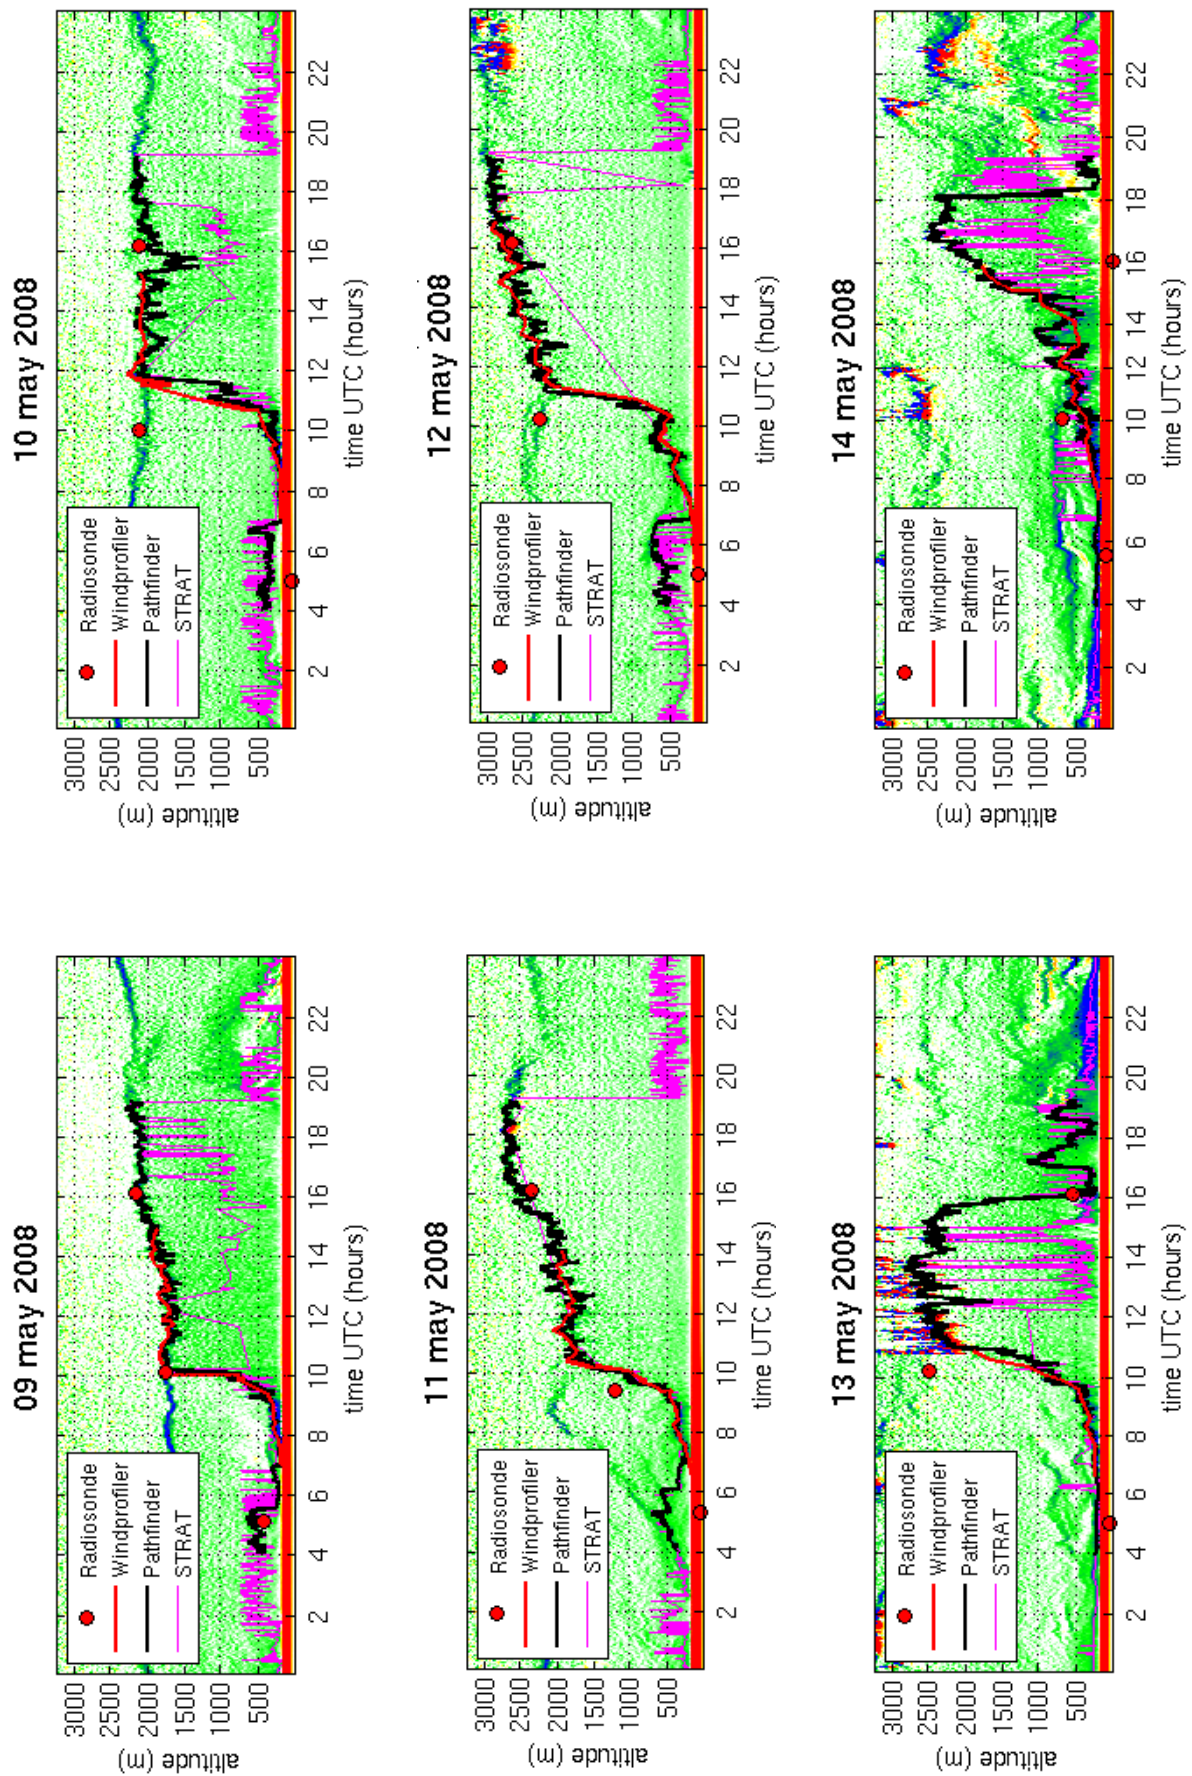 09 may 2008
altitude (m)
3000
2500
2000
1500
1000
500
Radiosonde
Windprofiler
Pathfinder
STRAT
2 4 6 8 10 12 14 16 18 20 22
time UTC (hours)
10 may 2008
altitude (m)
3000
2500
2000
1500
1000
500
Radiosonde
Windprofiler
Pathfinder
STRAT
2 4 6 8 10 12 14 16 18 20 22
time UTC (hours)
11 may 2008
altitude (m)
3000
2500
2000
1500
1000
500
Radiosonde
Windprofiler
Pathfinder
STRAT
2 4 6 8 10 12 14 16 18 20 22
time UTC (hours)
12 may 2008
altitude (m)
3000
2500
2000
1500
1000
500
Radiosonde
Windprofiler
Pathfinder
STRAT
2 4 6 8 10 12 14 16 18 20 22
time UTC (hours)
13 may 2008
altitude (m)
3000
2500
2000
1500
1000
500
Radiosonde
Windprofiler
Pathfinder
STRAT
2 4 6 8 10 12 14 16 18 20 22
time UTC (hours)
14 may 2008
altitude (m)
3000
2500
2000
1500
1000
500
Radiosonde
Windprofiler
Pathfinder
STRAT
2 4 6 8 10 12 14 16 18 20 22
time UTC (hours)